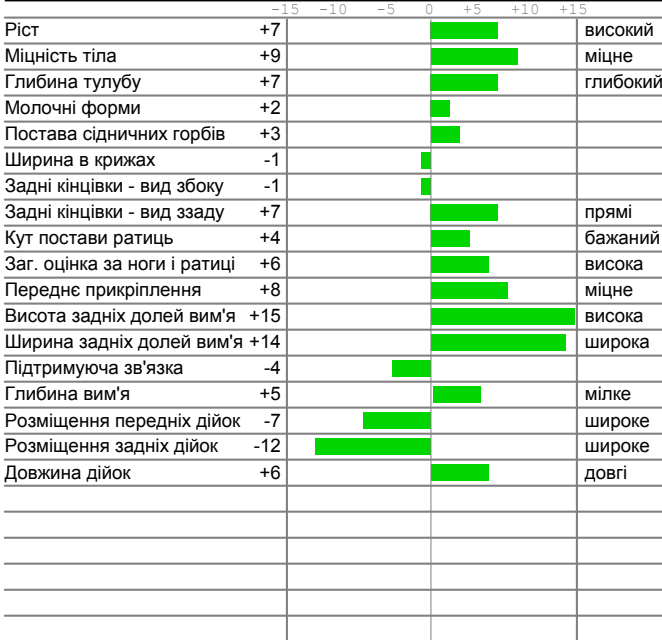 -15 -10 -5 0 +5 +10 +15
Ріст +7 високий
Міцність тіла +9 міцне
Глибина тулубу +7 глибокий
Молочні форми +2
Постава сідничних горбів +3
Ширина в крижах -1
Задні кінцівки - вид збоку -1
Задні кінцівки - вид ззаду +7 прямі
Кут постави ратиць +4 бажаний
Заг. оцінка за ноги і ратиці +6 висока
Переднє прикріплення +8 міцне
Висота задніх долей вим'я +15 висока
Ширина задніх долей вим'я +14 широка
Підтримуюча зв'язка -4
Глибина вим'я +5 мілке
Розміщення передніх дійок -7 широке
Розміщення задніх дійок -12 широке
Довжина дійок +6 довгі